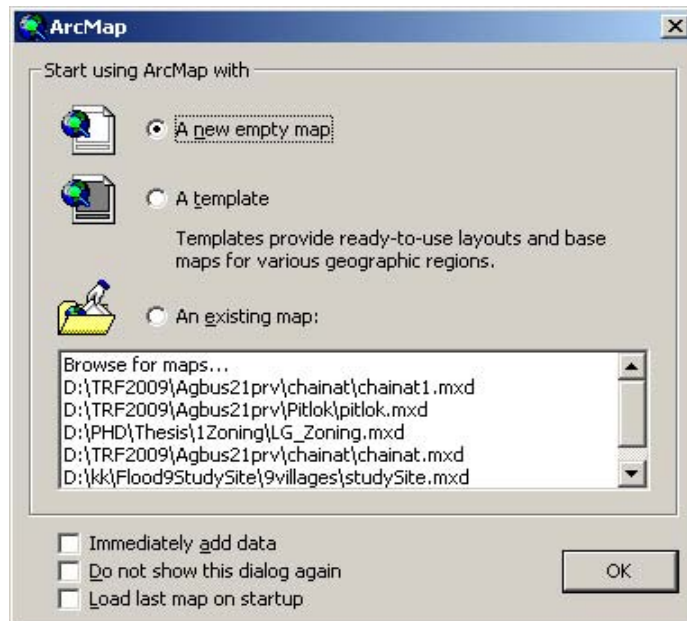 ArcMap
Start using ArcMap with
A new empty map
A template
Templates provide ready-to-use layouts and base
maps for various geographic regions.
An existing map:
Browse for maps...
D:\TRF2009\Agbus21prv\chainat\chainat1.mxd
D:\TRF2009\Agbus21prv\Pitlok\pitlok.mxd
D:\PHD\Thesis\1Zoning\LG_Zoning.mxd
D:\TRF2009\Agbus21prv\chainat\chainat.mxd
D:\kk\Flood9StudySite\9villages\studySite.mxd
Immediately add data
Do not show this dialog again
Load last map on startup
OK